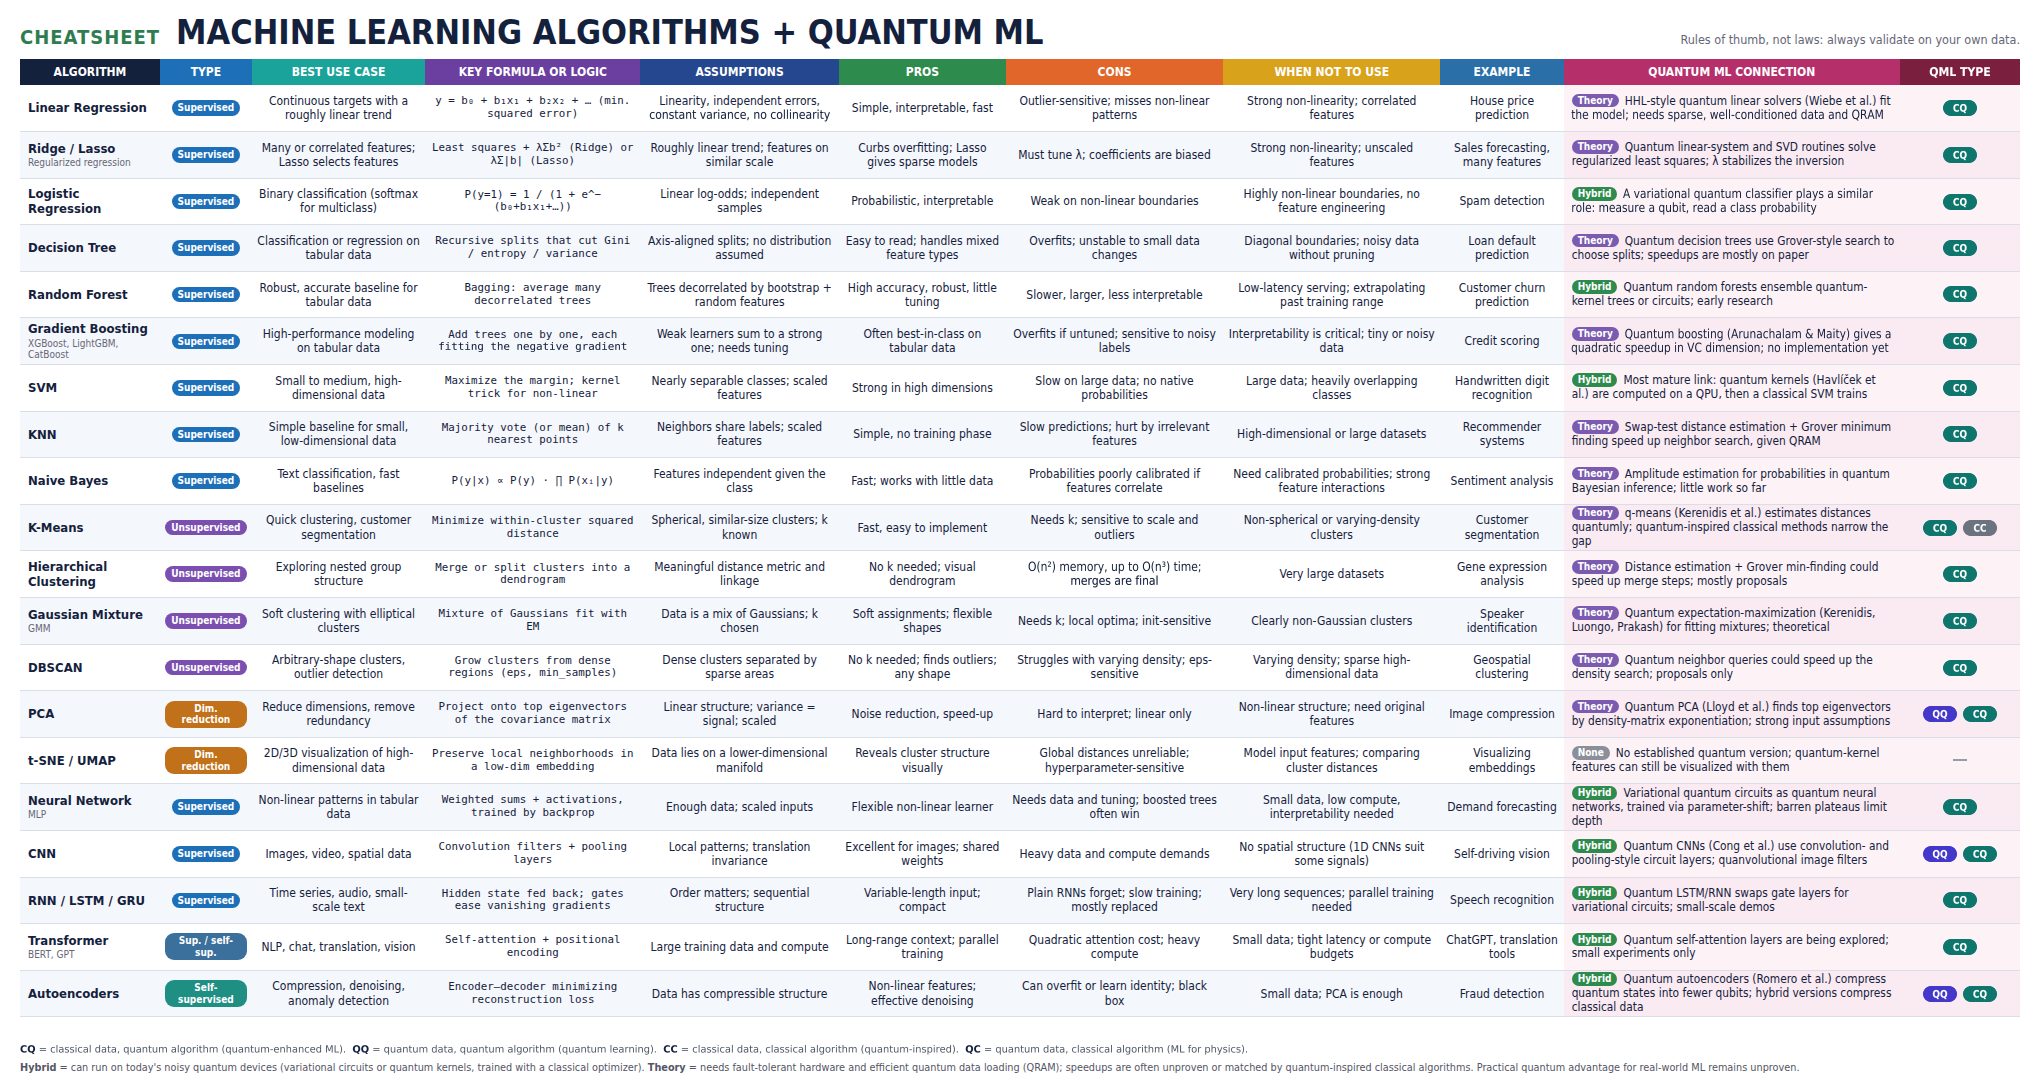 CHEATSHEET MACHINE LEARNING ALGORITHMS + QUANTUM ML
Rules of thumb, not laws: always validate on your own data.
ALGORITHM TYPE BEST USE CASE KEY FORMULA OR LOGIC ASSUMPTIONS PROS CONS WHEN NOT TO USE EXAMPLE QUANTUM ML CONNECTION QML TYPE
Linear Regression
Supervised
Continuous targets with a
roughly linear trend
y = b₀ + b₁x₁ + b₂x₂ + … (min.
squared error)
Linearity, independent errors,
constant variance, no collinearity
Simple, interpretable, fast
Outlier-sensitive; misses non-linear
patterns
Strong non-linearity; correlated
features
House price
prediction
Theory HHL-style quantum linear solvers (Wiebe et al.) fit
the model; needs sparse, well-conditioned data and QRAM
CQ
Ridge / Lasso
Regularized regression
Supervised
Many or correlated features;
Lasso selects features
Least squares + λΣb² (Ridge) or
λΣ|b| (Lasso)
Roughly linear trend; features on
similar scale
Curbs overfitting; Lasso
gives sparse models
Must tune λ; coefficients are biased
Strong non-linearity; unscaled
features
Sales forecasting,
many features
Theory Quantum linear-system and SVD routines solve
regularized least squares; λ stabilizes the inversion
CQ
Logistic
Regression
Supervised
Binary classification (softmax
for multiclass)
P(y=1) = 1 / (1 + e^−
(b₀+b₁x₁+…))
Linear log-odds; independent
samples
Probabilistic, interpretable
Weak on non-linear boundaries
Highly non-linear boundaries, no
feature engineering
Spam detection
Hybrid A variational quantum classifier plays a similar
role: measure a qubit, read a class probability
CQ
Decision Tree
Supervised
Classification or regression on
tabular data
Recursive splits that cut Gini
/ entropy / variance
Axis-aligned splits; no distribution
assumed
Easy to read; handles mixed
feature types
Overfits; unstable to small data
changes
Diagonal boundaries; noisy data
without pruning
Loan default
prediction
Theory Quantum decision trees use Grover-style search to
choose splits; speedups are mostly on paper
CQ
Random Forest
Supervised
Robust, accurate baseline for
tabular data
Bagging: average many
decorrelated trees
Trees decorrelated by bootstrap +
random features
High accuracy, robust, little
tuning
Slower, larger, less interpretable
Low-latency serving; extrapolating
past training range
Customer churn
prediction
Hybrid Quantum random forests ensemble quantum-
kernel trees or circuits; early research
CQ
Gradient Boosting
XGBoost, LightGBM,
CatBoost
Supervised
High-performance modeling
on tabular data
Add trees one by one, each
fitting the negative gradient
Weak learners sum to a strong
one; needs tuning
Often best-in-class on
tabular data
Overfits if untuned; sensitive to noisy
labels
Interpretability is critical; tiny or noisy
data
Credit scoring
Theory Quantum boosting (Arunachalam & Maity) gives a
quadratic speedup in VC dimension; no implementation yet
CQ
SVM
Supervised
Small to medium, high-
dimensional data
Maximize the margin; kernel
trick for non-linear
Nearly separable classes; scaled
features
Strong in high dimensions
Slow on large data; no native
probabilities
Large data; heavily overlapping
classes
Handwritten digit
recognition
Hybrid Most mature link: quantum kernels (Havlíček et
al.) are computed on a QPU, then a classical SVM trains
CQ
KNN
Supervised
Simple baseline for small,
low-dimensional data
Majority vote (or mean) of k
nearest points
Neighbors share labels; scaled
features
Simple, no training phase
Slow predictions; hurt by irrelevant
features
High-dimensional or large datasets
Recommender
systems
Theory Swap-test distance estimation + Grover minimum
finding speed up neighbor search, given QRAM
CQ
Naive Bayes
Supervised
Text classification, fast
baselines
P(y|x) ∝ P(y) · ∏ P(xᵢ|y)
Features independent given the
class
Fast; works with little data
Probabilities poorly calibrated if
features correlate
Need calibrated probabilities; strong
feature interactions
Sentiment analysis
Theory Amplitude estimation for probabilities in quantum
Bayesian inference; little work so far
CQ
K-Means
Unsupervised
Quick clustering, customer
segmentation
Minimize within-cluster squared
distance
Spherical, similar-size clusters; k
known
Fast, easy to implement
Needs k; sensitive to scale and
outliers
Non-spherical or varying-density
clusters
Customer
segmentation
Theory q-means (Kerenidis et al.) estimates distances
quantumly; quantum-inspired classical methods narrow the
gap
CQ CC
Hierarchical
Clustering
Unsupervised
Exploring nested group
structure
Merge or split clusters into a
dendrogram
Meaningful distance metric and
linkage
No k needed; visual
dendrogram
O(n²) memory, up to O(n³) time;
merges are final
Very large datasets
Gene expression
analysis
Theory Distance estimation + Grover min-finding could
speed up merge steps; mostly proposals
CQ
Gaussian Mixture
GMM
Unsupervised
Soft clustering with elliptical
clusters
Mixture of Gaussians fit with
EM
Data is a mix of Gaussians; k
chosen
Soft assignments; flexible
shapes
Needs k; local optima; init-sensitive
Clearly non-Gaussian clusters
Speaker
identification
Theory Quantum expectation-maximization (Kerenidis,
Luongo, Prakash) for fitting mixtures; theoretical
CQ
DBSCAN
Unsupervised
Arbitrary-shape clusters,
outlier detection
Grow clusters from dense
regions (eps, min_samples)
Dense clusters separated by
sparse areas
No k needed; finds outliers;
any shape
Struggles with varying density; eps-
sensitive
Varying density; sparse high-
dimensional data
Geospatial
clustering
Theory Quantum neighbor queries could speed up the
density search; proposals only
CQ
PCA
Dim.
reduction
Reduce dimensions, remove
redundancy
Project onto top eigenvectors
of the covariance matrix
Linear structure; variance =
signal; scaled
Noise reduction, speed-up
Hard to interpret; linear only
Non-linear structure; need original
features
Image compression
Theory Quantum PCA (Lloyd et al.) finds top eigenvectors
by density-matrix exponentiation; strong input assumptions
QQ CQ
t-SNE / UMAP
Dim.
reduction
2D/3D visualization of high-
dimensional data
Preserve local neighborhoods in
a low-dim embedding
Data lies on a lower-dimensional
manifold
Reveals cluster structure
visually
Global distances unreliable;
hyperparameter-sensitive
Model input features; comparing
cluster distances
Visualizing
embeddings
None No established quantum version; quantum-kernel
features can still be visualized with them
—
Neural Network
MLP
Supervised
Non-linear patterns in tabular
data
Weighted sums + activations,
trained by backprop
Enough data; scaled inputs
Flexible non-linear learner
Needs data and tuning; boosted trees
often win
Small data, low compute,
interpretability needed
Demand forecasting
Hybrid Variational quantum circuits as quantum neural
networks, trained via parameter-shift; barren plateaus limit
depth
CQ
CNN
Supervised
Images, video, spatial data
Convolution filters + pooling
layers
Local patterns; translation
invariance
Excellent for images; shared
weights
Heavy data and compute demands
No spatial structure (1D CNNs suit
some signals)
Self-driving vision
Hybrid Quantum CNNs (Cong et al.) use convolution- and
pooling-style circuit layers; quanvolutional image filters
QQ CQ
RNN / LSTM / GRU
Supervised
Time series, audio, small-
scale text
Hidden state fed back; gates
ease vanishing gradients
Order matters; sequential
structure
Variable-length input;
compact
Plain RNNs forget; slow training;
mostly replaced
Very long sequences; parallel training
needed
Speech recognition
Hybrid Quantum LSTM/RNN swaps gate layers for
variational circuits; small-scale demos
CQ
Transformer
BERT, GPT
Sup. / self-
sup.
NLP, chat, translation, vision
Self-attention + positional
encoding
Large training data and compute
Long-range context; parallel
training
Quadratic attention cost; heavy
compute
Small data; tight latency or compute
budgets
ChatGPT, translation
tools
Hybrid Quantum self-attention layers are being explored;
small experiments only
CQ
Autoencoders
Self-
supervised
Compression, denoising,
anomaly detection
Encoder–decoder minimizing
reconstruction loss
Data has compressible structure
Non-linear features;
effective denoising
Can overfit or learn identity; black
box
Small data; PCA is enough
Fraud detection
Hybrid Quantum autoencoders (Romero et al.) compress
quantum states into fewer qubits; hybrid versions compress
classical data
QQ CQ
CQ = classical data, quantum algorithm (quantum-enhanced ML). QQ = quantum data, quantum algorithm (quantum learning). CC = classical data, classical algorithm (quantum-inspired). QC = quantum data, classical algorithm (ML for physics).
Hybrid = can run on today's noisy quantum devices (variational circuits or quantum kernels, trained with a classical optimizer). Theory = needs fault-tolerant hardware and efficient quantum data loading (QRAM); speedups are often unproven or matched by quantum-inspired classical algorithms. Practical quantum advantage for real-world ML remains unproven.